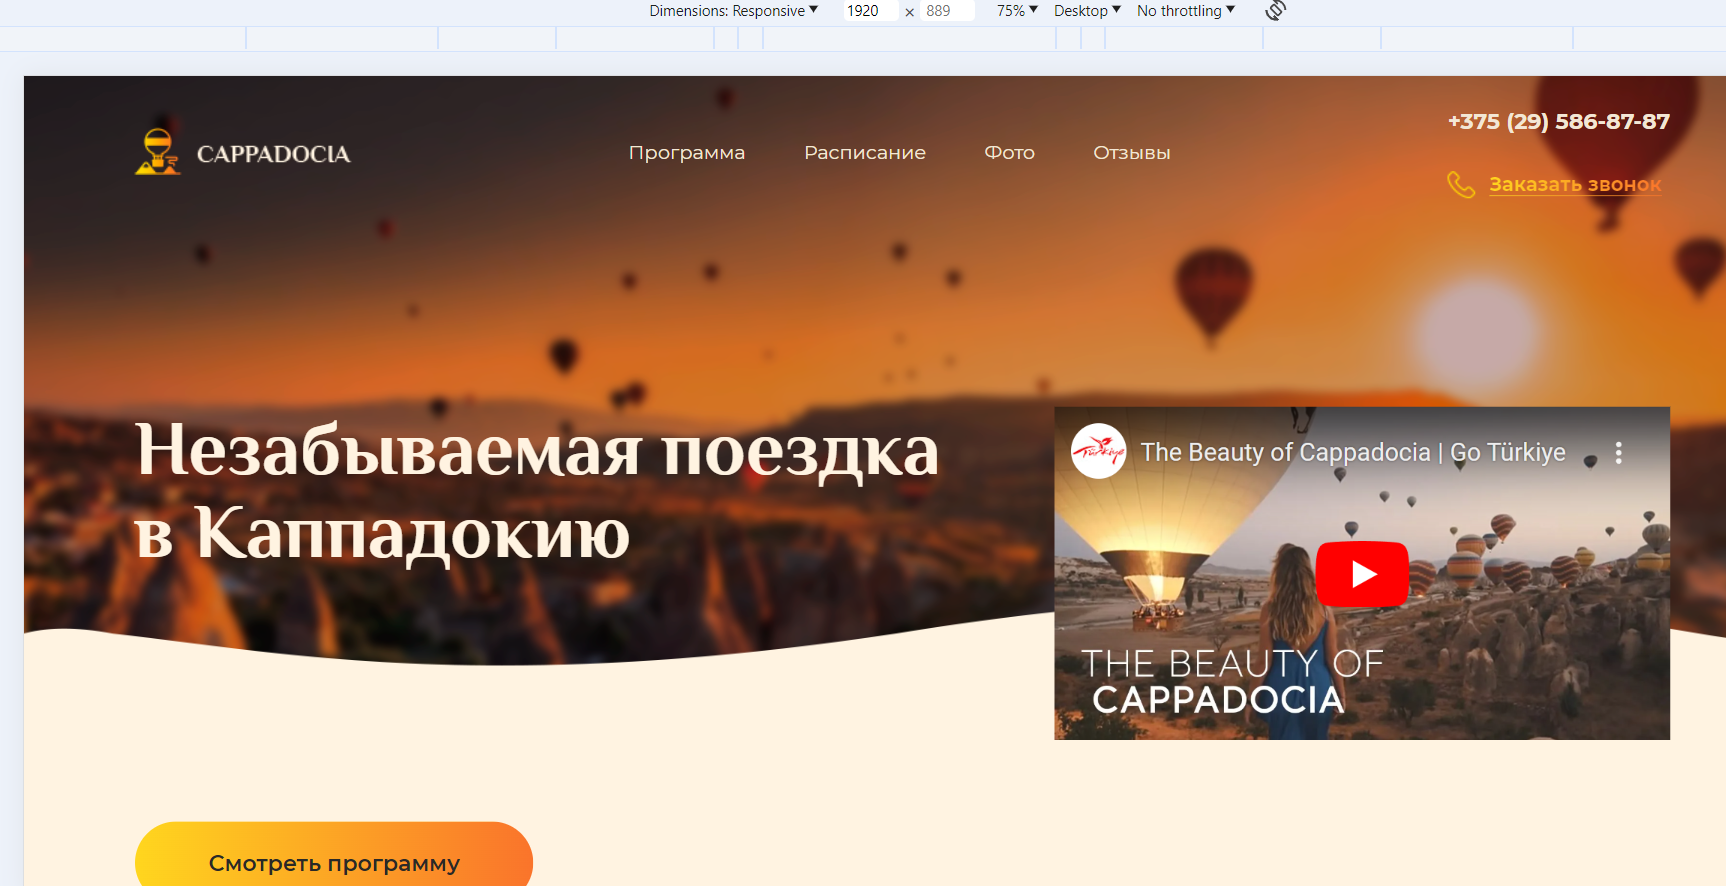 Dimensions: Responsive 1920 × 889 75% Desktop No throttling
+375 (29) 586-87-87
CAPPADOCIA Программа Расписание Фото Отзывы
Заказать звонок
Незабываемая поездка
в Каппадокию
Türkiye The Beauty of Cappadocia | Go Türkiye
THE BEAUTY OF
CAPPADOCIA
Смотреть программу